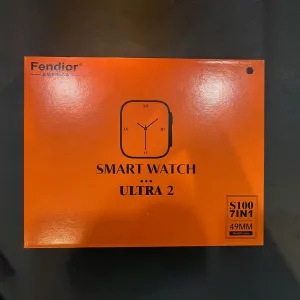 Fendior®
SMART WATCH
ULTRA 2
S100
7IN1
49MM